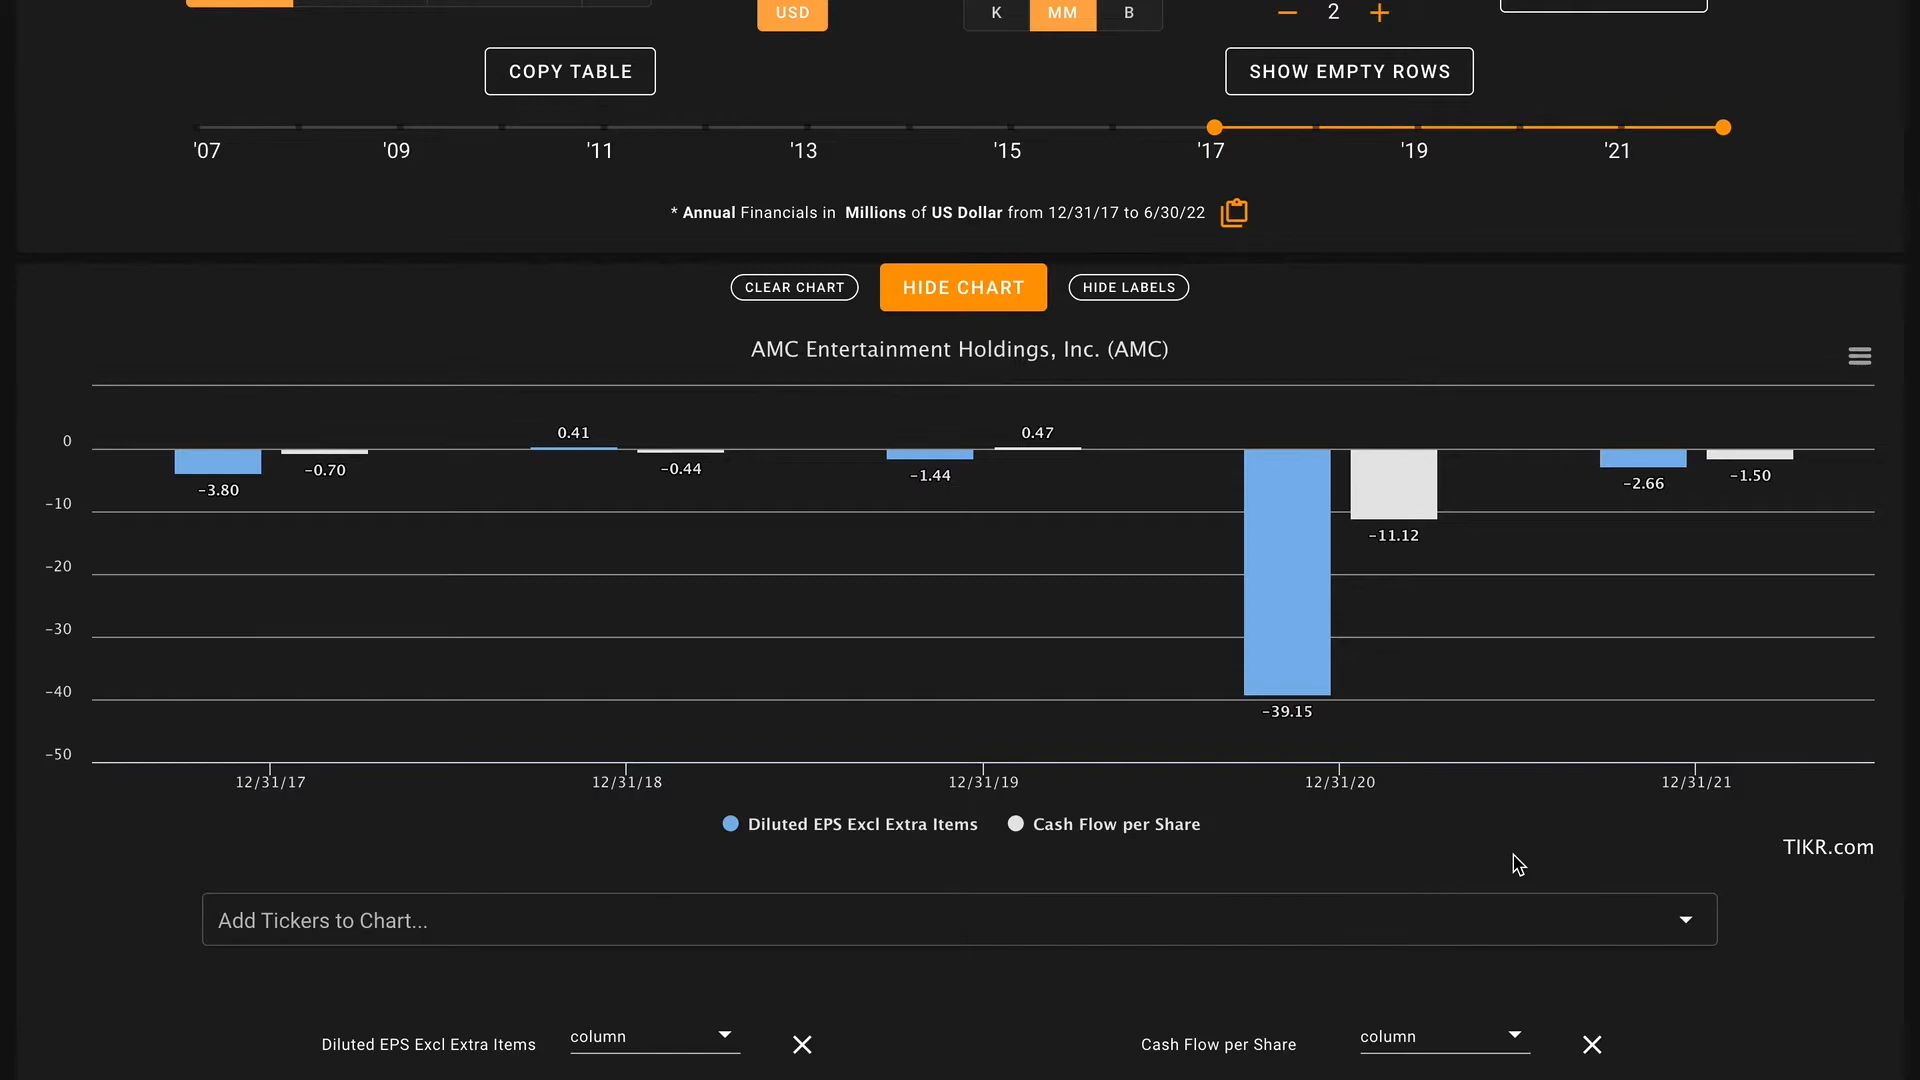 USD
K MM B
2
COPY TABLE
SHOW EMPTY ROWS
'07 '09 '11 '13 '15 '17 '19 '21
* Annual Financials in Millions of US Dollar from 12/31/17 to 6/30/22
CLEAR CHART
HIDE CHART
HIDE LABELS
AMC Entertainment Holdings, Inc. (AMC)
0
-10
-20
-30
-40
-50
-3.80
-0.70
0.41
-0.44
-1.44
0.47
-39.15
-11.12
-2.66
-1.50
12/31/17 12/31/18 12/31/19 12/31/20 12/31/21
Diluted EPS Excl Extra Items Cash Flow per Share
TIKR.com
Add Tickers to Chart...
Diluted EPS Excl Extra Items column
Cash Flow per Share column